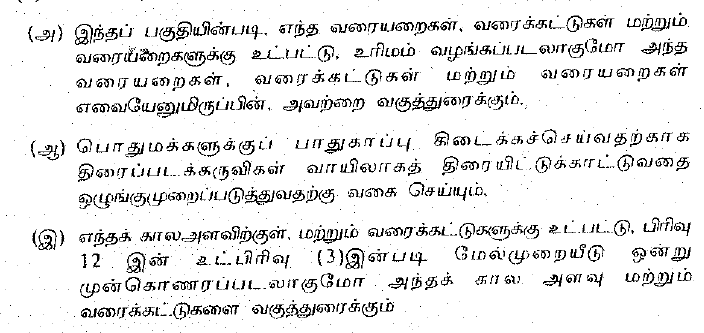 (அ) இந்தப் பகுதியின்படி, எந்த வரையறைகள், வரைக்கட்டுகள் மற்றும்
வரையறைகளுக்கு உட்பட்டு, உரிமம் வழங்கப்படலாகுமோ அந்த
வரையறைகள், வரைக்கட்டுகள் மற்றும் வரையறைகள்
எவையேனுமிருப்பின், அவற்றை வகுத்துரைக்கும்.
(ஆ) பொதுமக்களுக்குப் பாதுகாப்பு கிடைக்கச்செய்வதற்காக
திரைப்படக்கருவிகள் வாயிலாகத் திரையிட்டுக்காட்டுவதை
ஒழுங்குமுறைப்படுத்துவதற்கு வகை செய்யும்.
(இ) எந்தக் காலஅளவிற்குள், மற்றும் வரைக்கட்டுகளுக்கு உட்பட்டு, பிரிவு
12 இன் உட்பிரிவு (3)இன்படி மேல்முறையீடு ஒன்று
முன்கொணரப்படலாகுமோ அந்தக் கால அளவு மற்றும்
வரைக்கட்டுகளை வகுத்துரைக்கும்